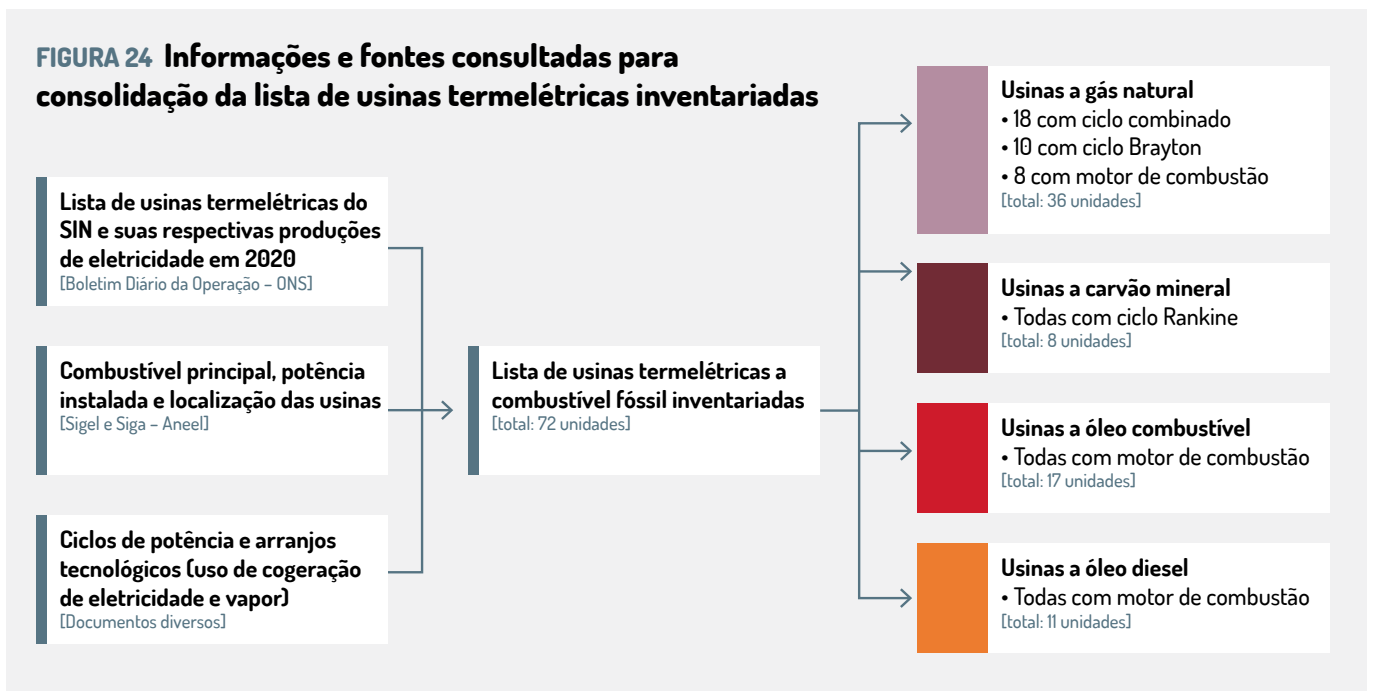 FIGURA 24 Informações e fontes consultadas para
consolidação da lista de usinas termelétricas inventariadas
Lista de usinas termelétricas do
SIN e suas respectivas produções
de eletricidade em 2020
[Boletim Diário da Operação – ONS]
Combustível principal, potência
instalada e localização das usinas
[Sigel e Siga – Aneel]
Ciclos de potência e arranjos
tecnológicos (uso de cogeração
de eletricidade e vapor)
[Documentos diversos]
Lista de usinas termelétricas a
combustível fóssil inventariadas
[total: 72 unidades]
Usinas a gás natural
• 18 com ciclo combinado
• 10 com ciclo Brayton
• 8 com motor de combustão
[total: 36 unidades]
Usinas a carvão mineral
• Todas com ciclo Rankine
[total: 8 unidades]
Usinas a óleo combustível
• Todas com motor de combustão
[total: 17 unidades]
Usinas a óleo diesel
• Todas com motor de combustão
[total: 11 unidades]